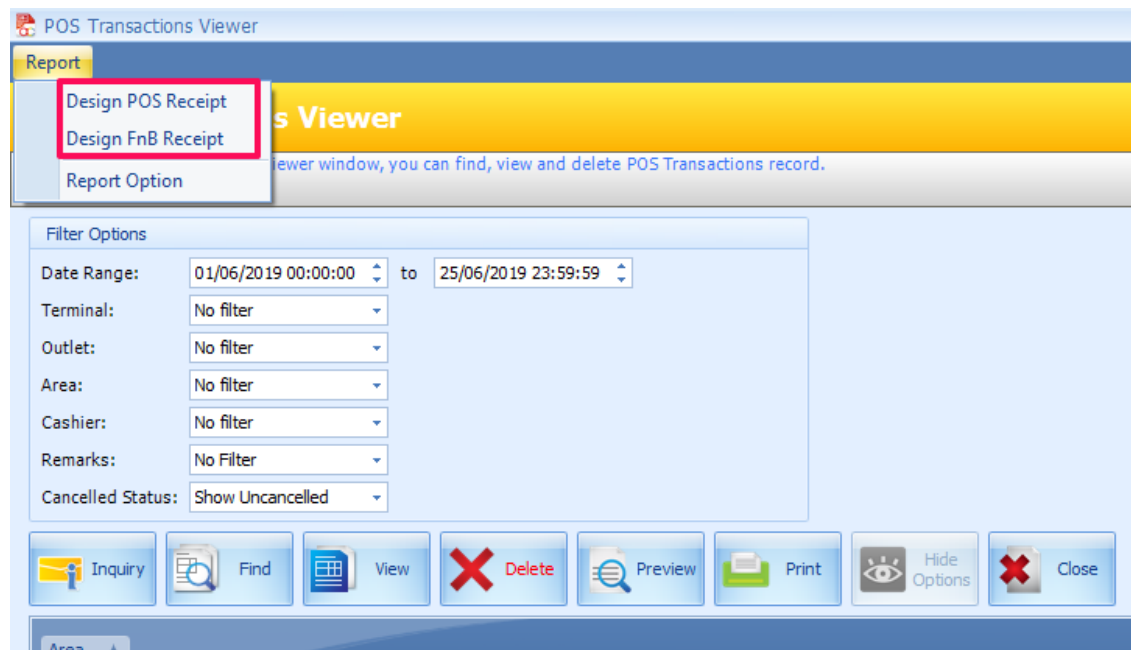 POS Transactions Viewer
Report
Design POS Receipt
Design FnB Receipt
Report Option
s Viewer
iewer window, you can find, view and delete POS Transactions record.
Filter Options
Date Range: 01/06/2019 00:00:00 to 25/06/2019 23:59:59
Terminal: No filter
Outlet: No filter
Area: No filter
Cashier: No filter
Remarks: No Filter
Cancelled Status: Show Uncancelled
Inquiry Find View Delete Preview Print Hide Options Close
Area